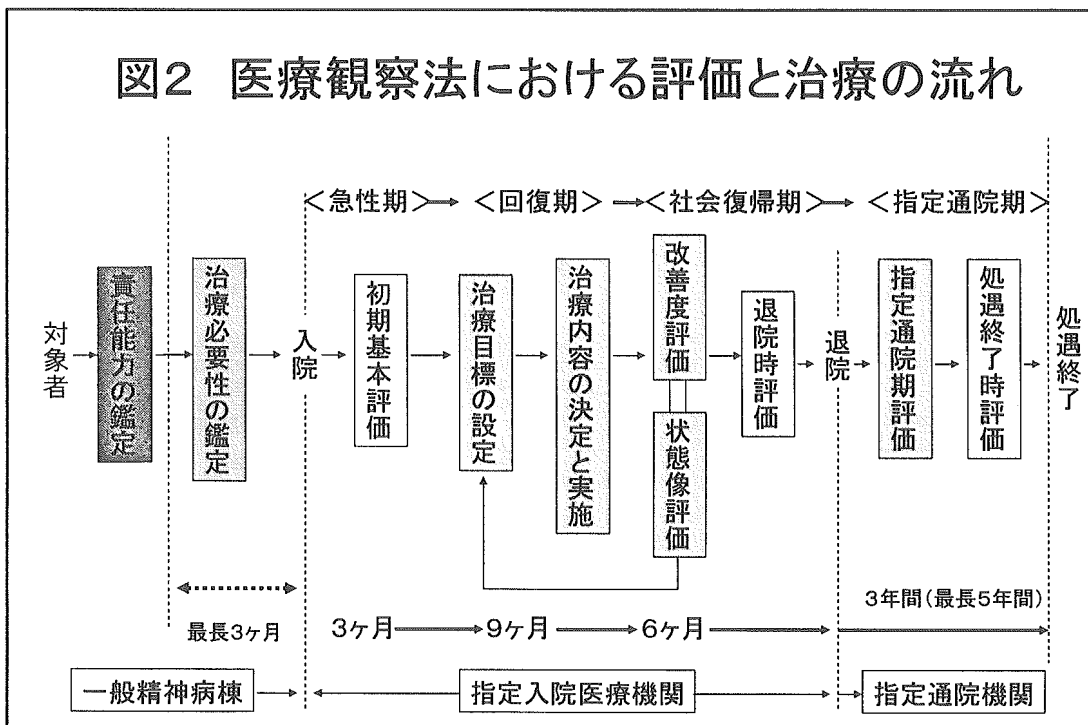 図2 医療観察法における評価と治療の流れ
＜急性期＞
＜回復期＞
＜社会復帰期＞
＜指定通院期＞
対象者
責任能力の鑑定
治療必要性の鑑定
入院
初期基本評価
治療目標の設定
治療内容の決定と実施
改善度評価
状態像評価
退院時評価
退院
指定通院期評価
処遇終了時評価
処遇終了
最長3ヶ月
3ヶ月
9ヶ月
6ヶ月
3年間(最長5年間)
一般精神病棟
指定入院医療機関
指定通院機関